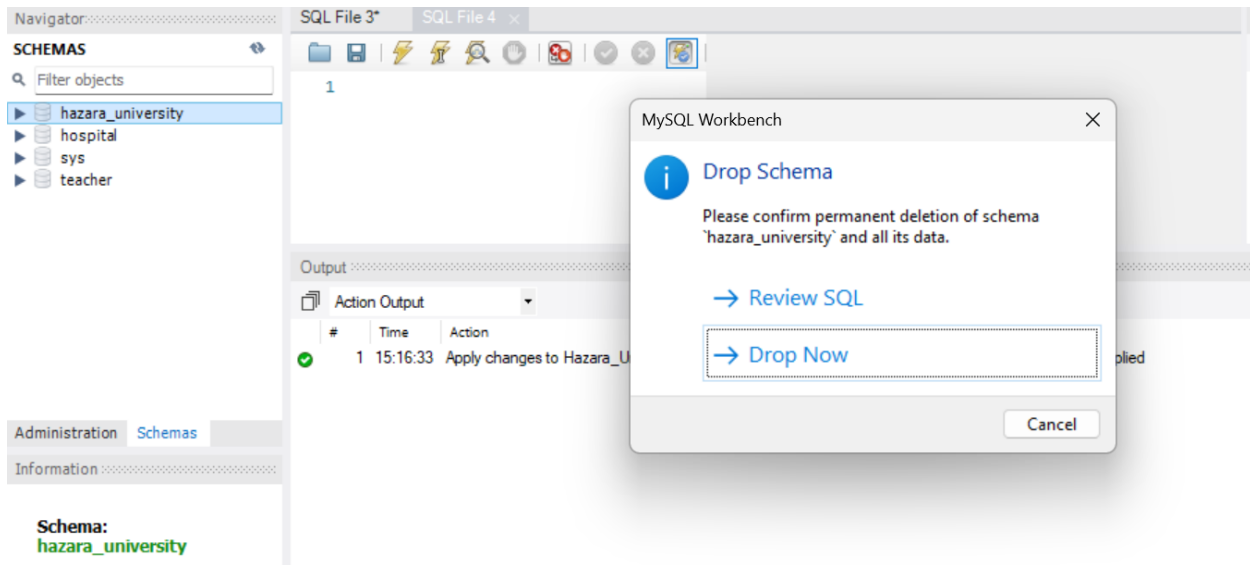 Navigator
SCHEMAS
Filter objects
hazara_university
hospital
sys
teacher
Administration Schemas
Information
Schema:
hazara_university
SQL File 3*
SQL File 4
1
Output
Action Output
# Time Action
1 15:16:33 Apply changes to Hazara_U
plied
MySQL Workbench
Drop Schema
Please confirm permanent deletion of schema
`hazara_university` and all its data.
Review SQL
Drop Now
Cancel